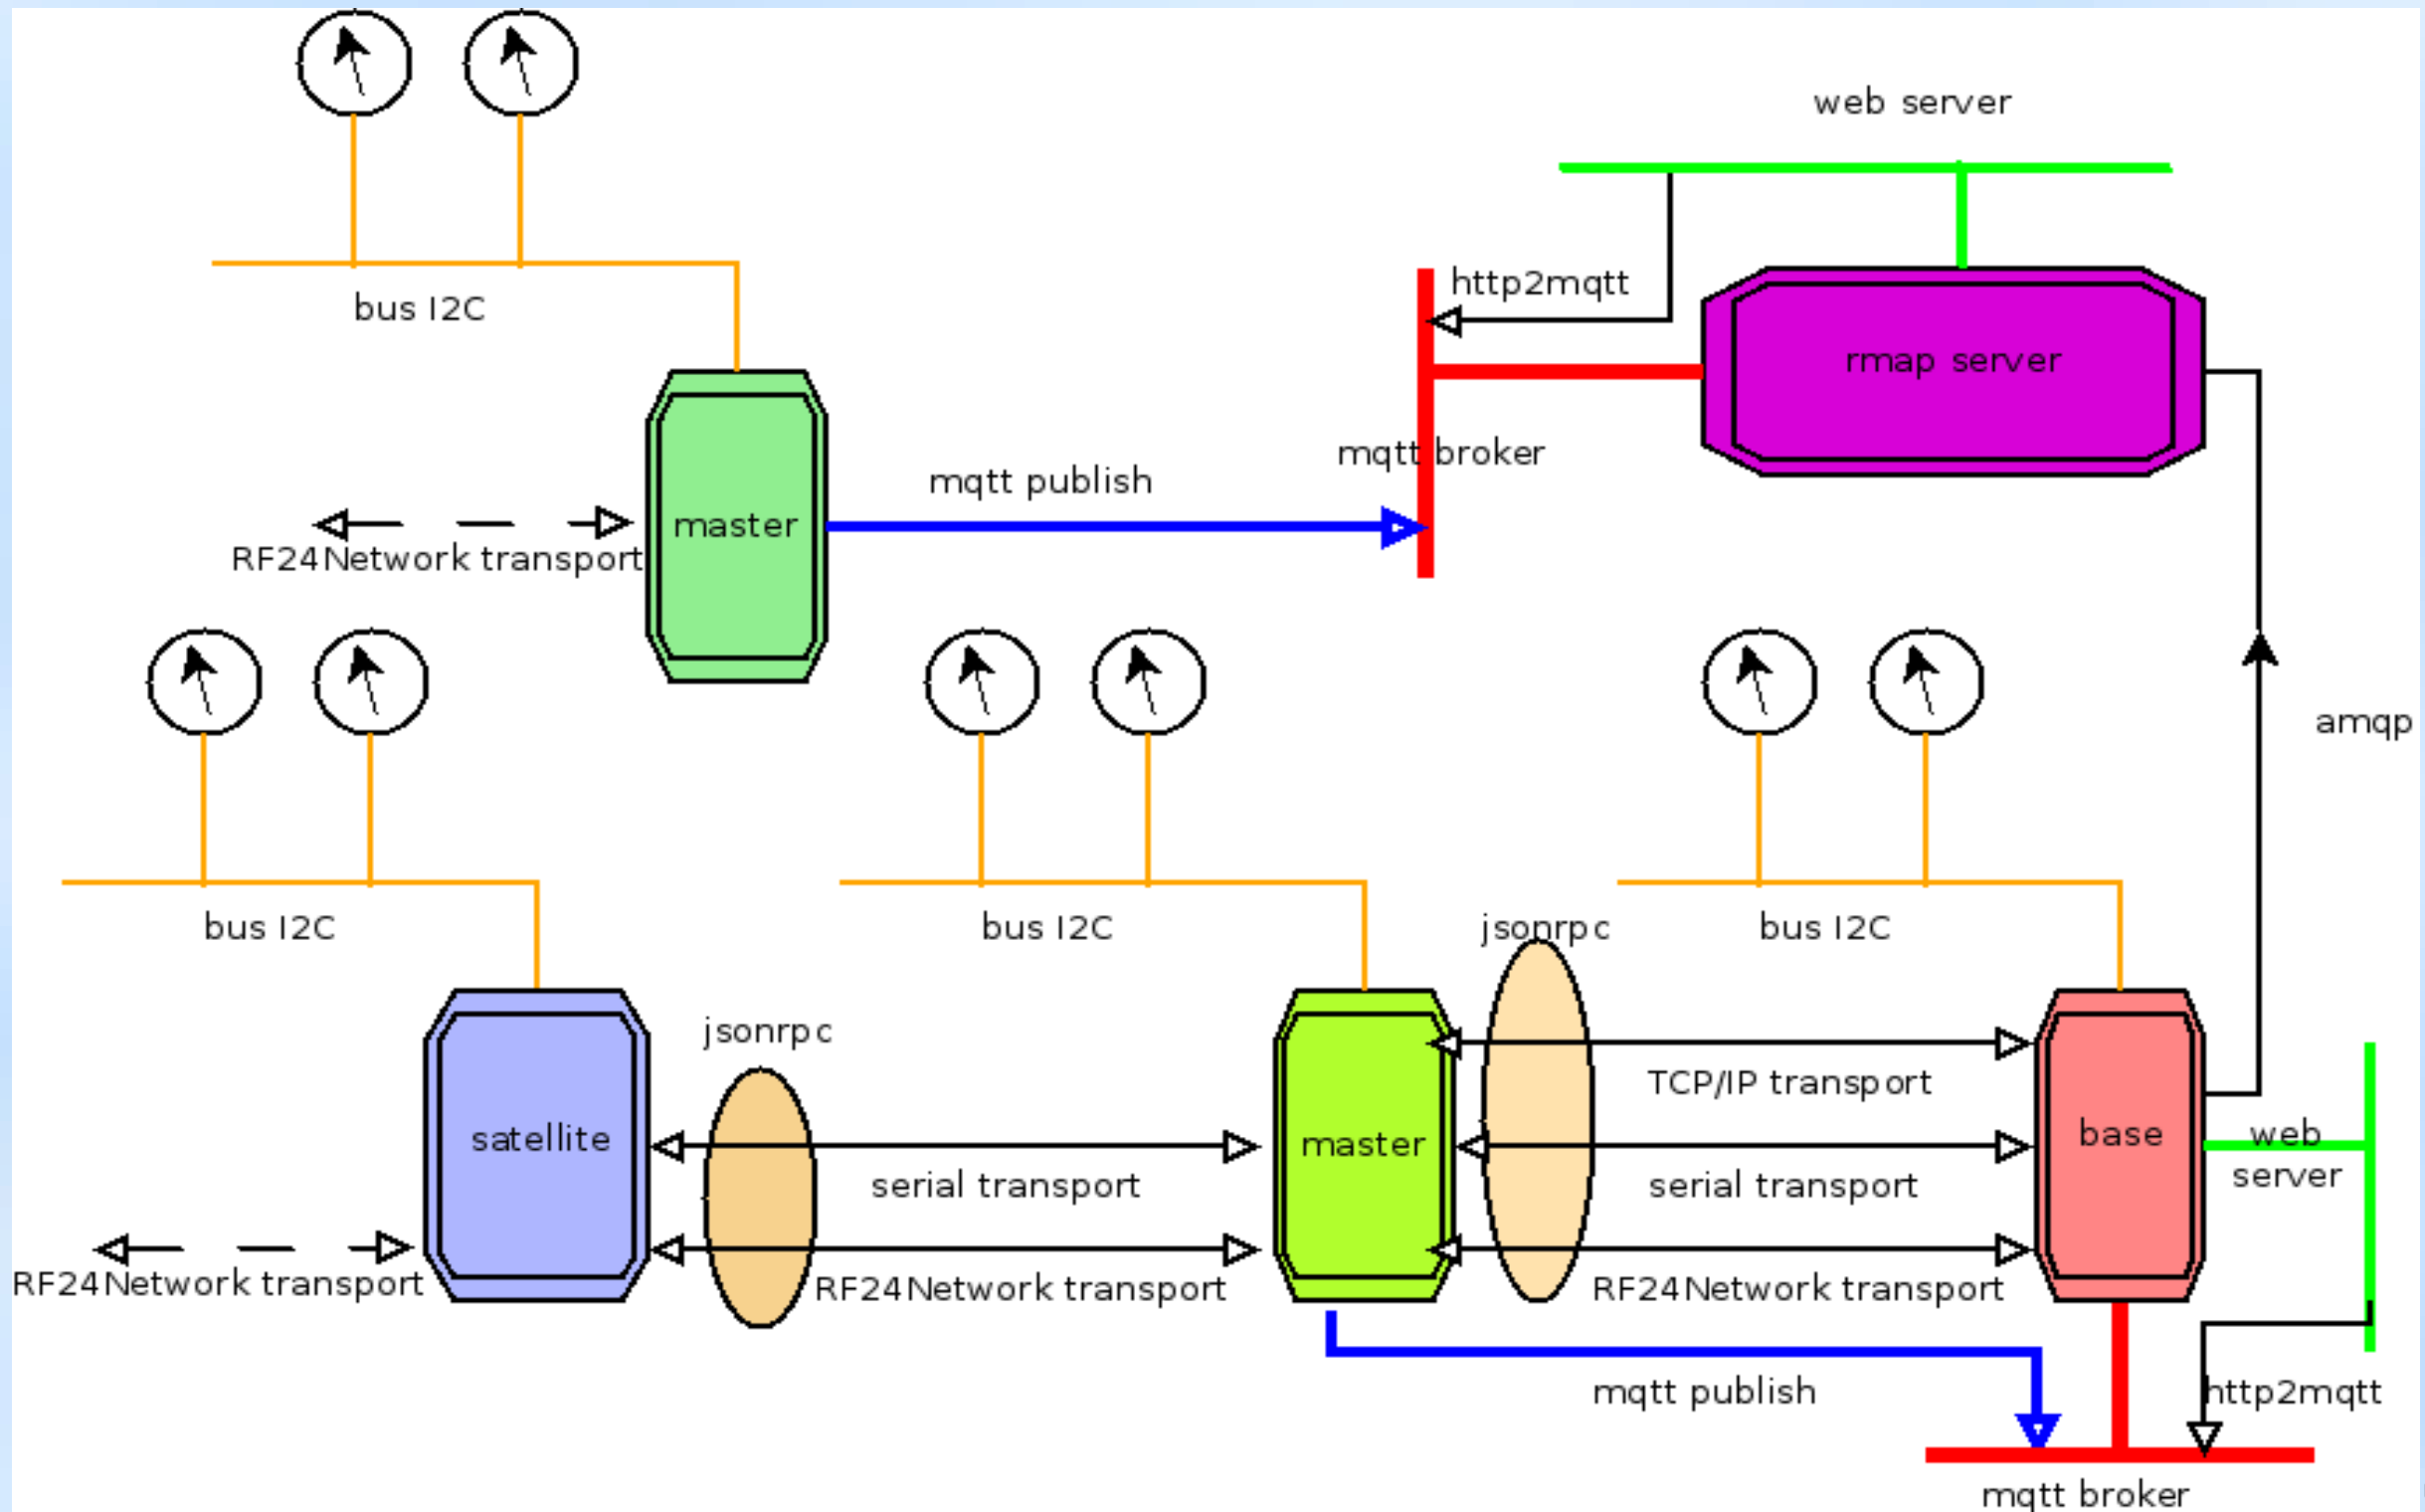 web server
bus I2C
http2mqtt
rmap server
mqtt broker
mqtt publish
master
RF24Network transport
amqp
bus I2C
bus I2C
jsonrpc
bus I2C
jsonrpc
TCP/IP transport
satellite
master
base
web
server
serial transport
serial transport
RF24Network transport
RF24Network transport
RF24Network transport
mqtt publish
http2mqtt
mqtt broker